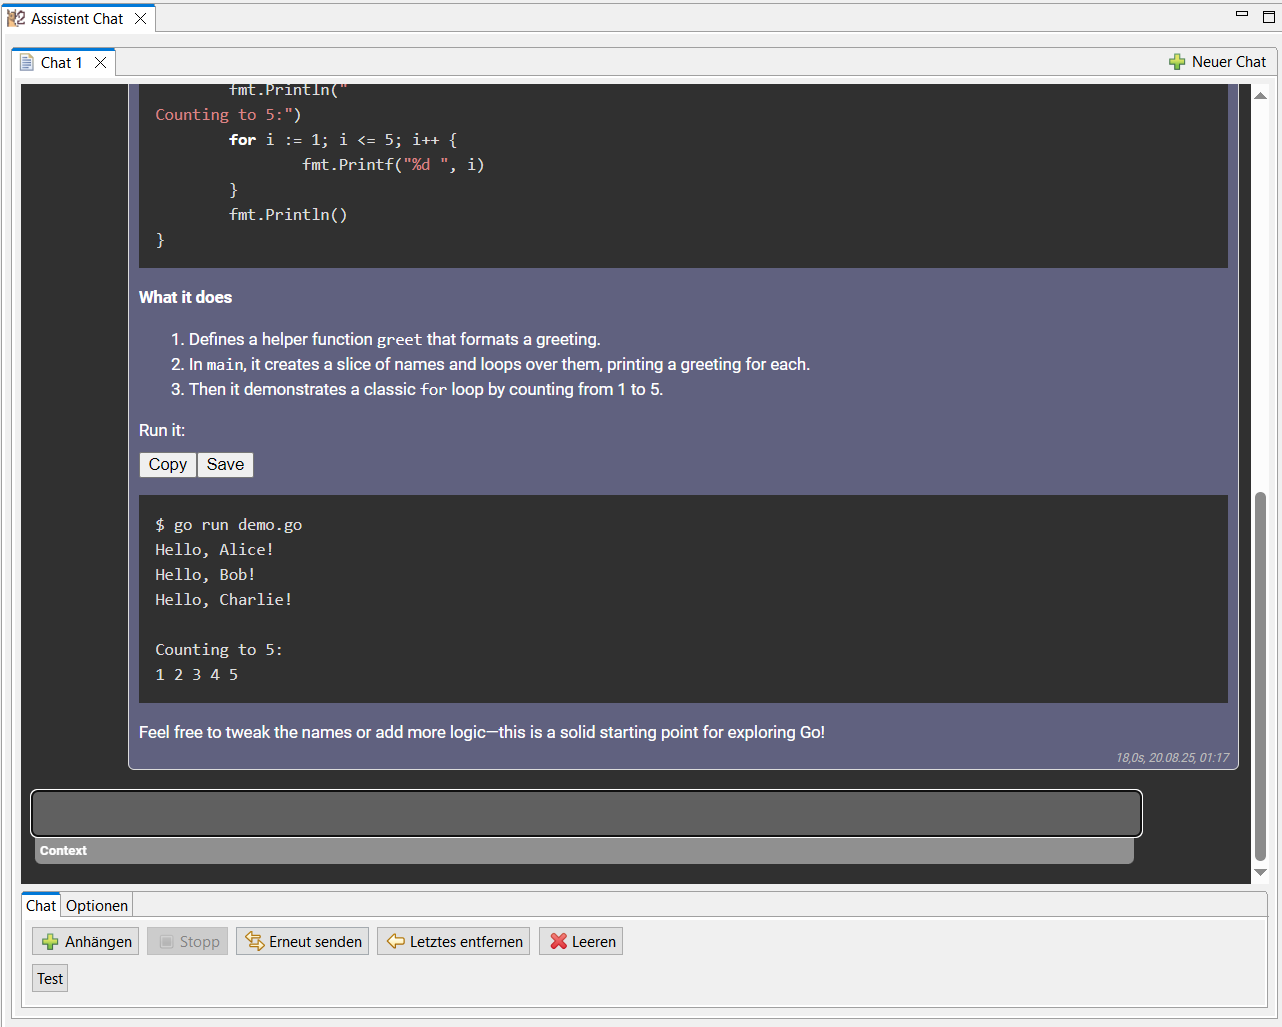 Assistent Chat
Chat 1
Neuer Chat
fmt.Println("
Counting to 5:")
for i := 1; i <= 5; i++ {
fmt.Printf("%d ", i)
}
fmt.Println()
}
What it does
1. Defines a helper function greet that formats a greeting.
2. In main, it creates a slice of names and loops over them, printing a greeting for each.
3. Then it demonstrates a classic for loop by counting from 1 to 5.
Run it:
Copy Save
$ go run demo.go
Hello, Alice!
Hello, Bob!
Hello, Charlie!
Counting to 5:
1 2 3 4 5
Feel free to tweak the names or add more logic—this is a solid starting point for exploring Go!
18,0s, 20.08.25, 01:17
Context
Chat Optionen
Anhängen Stopp Erneut senden Letztes entfernen Leeren
Test